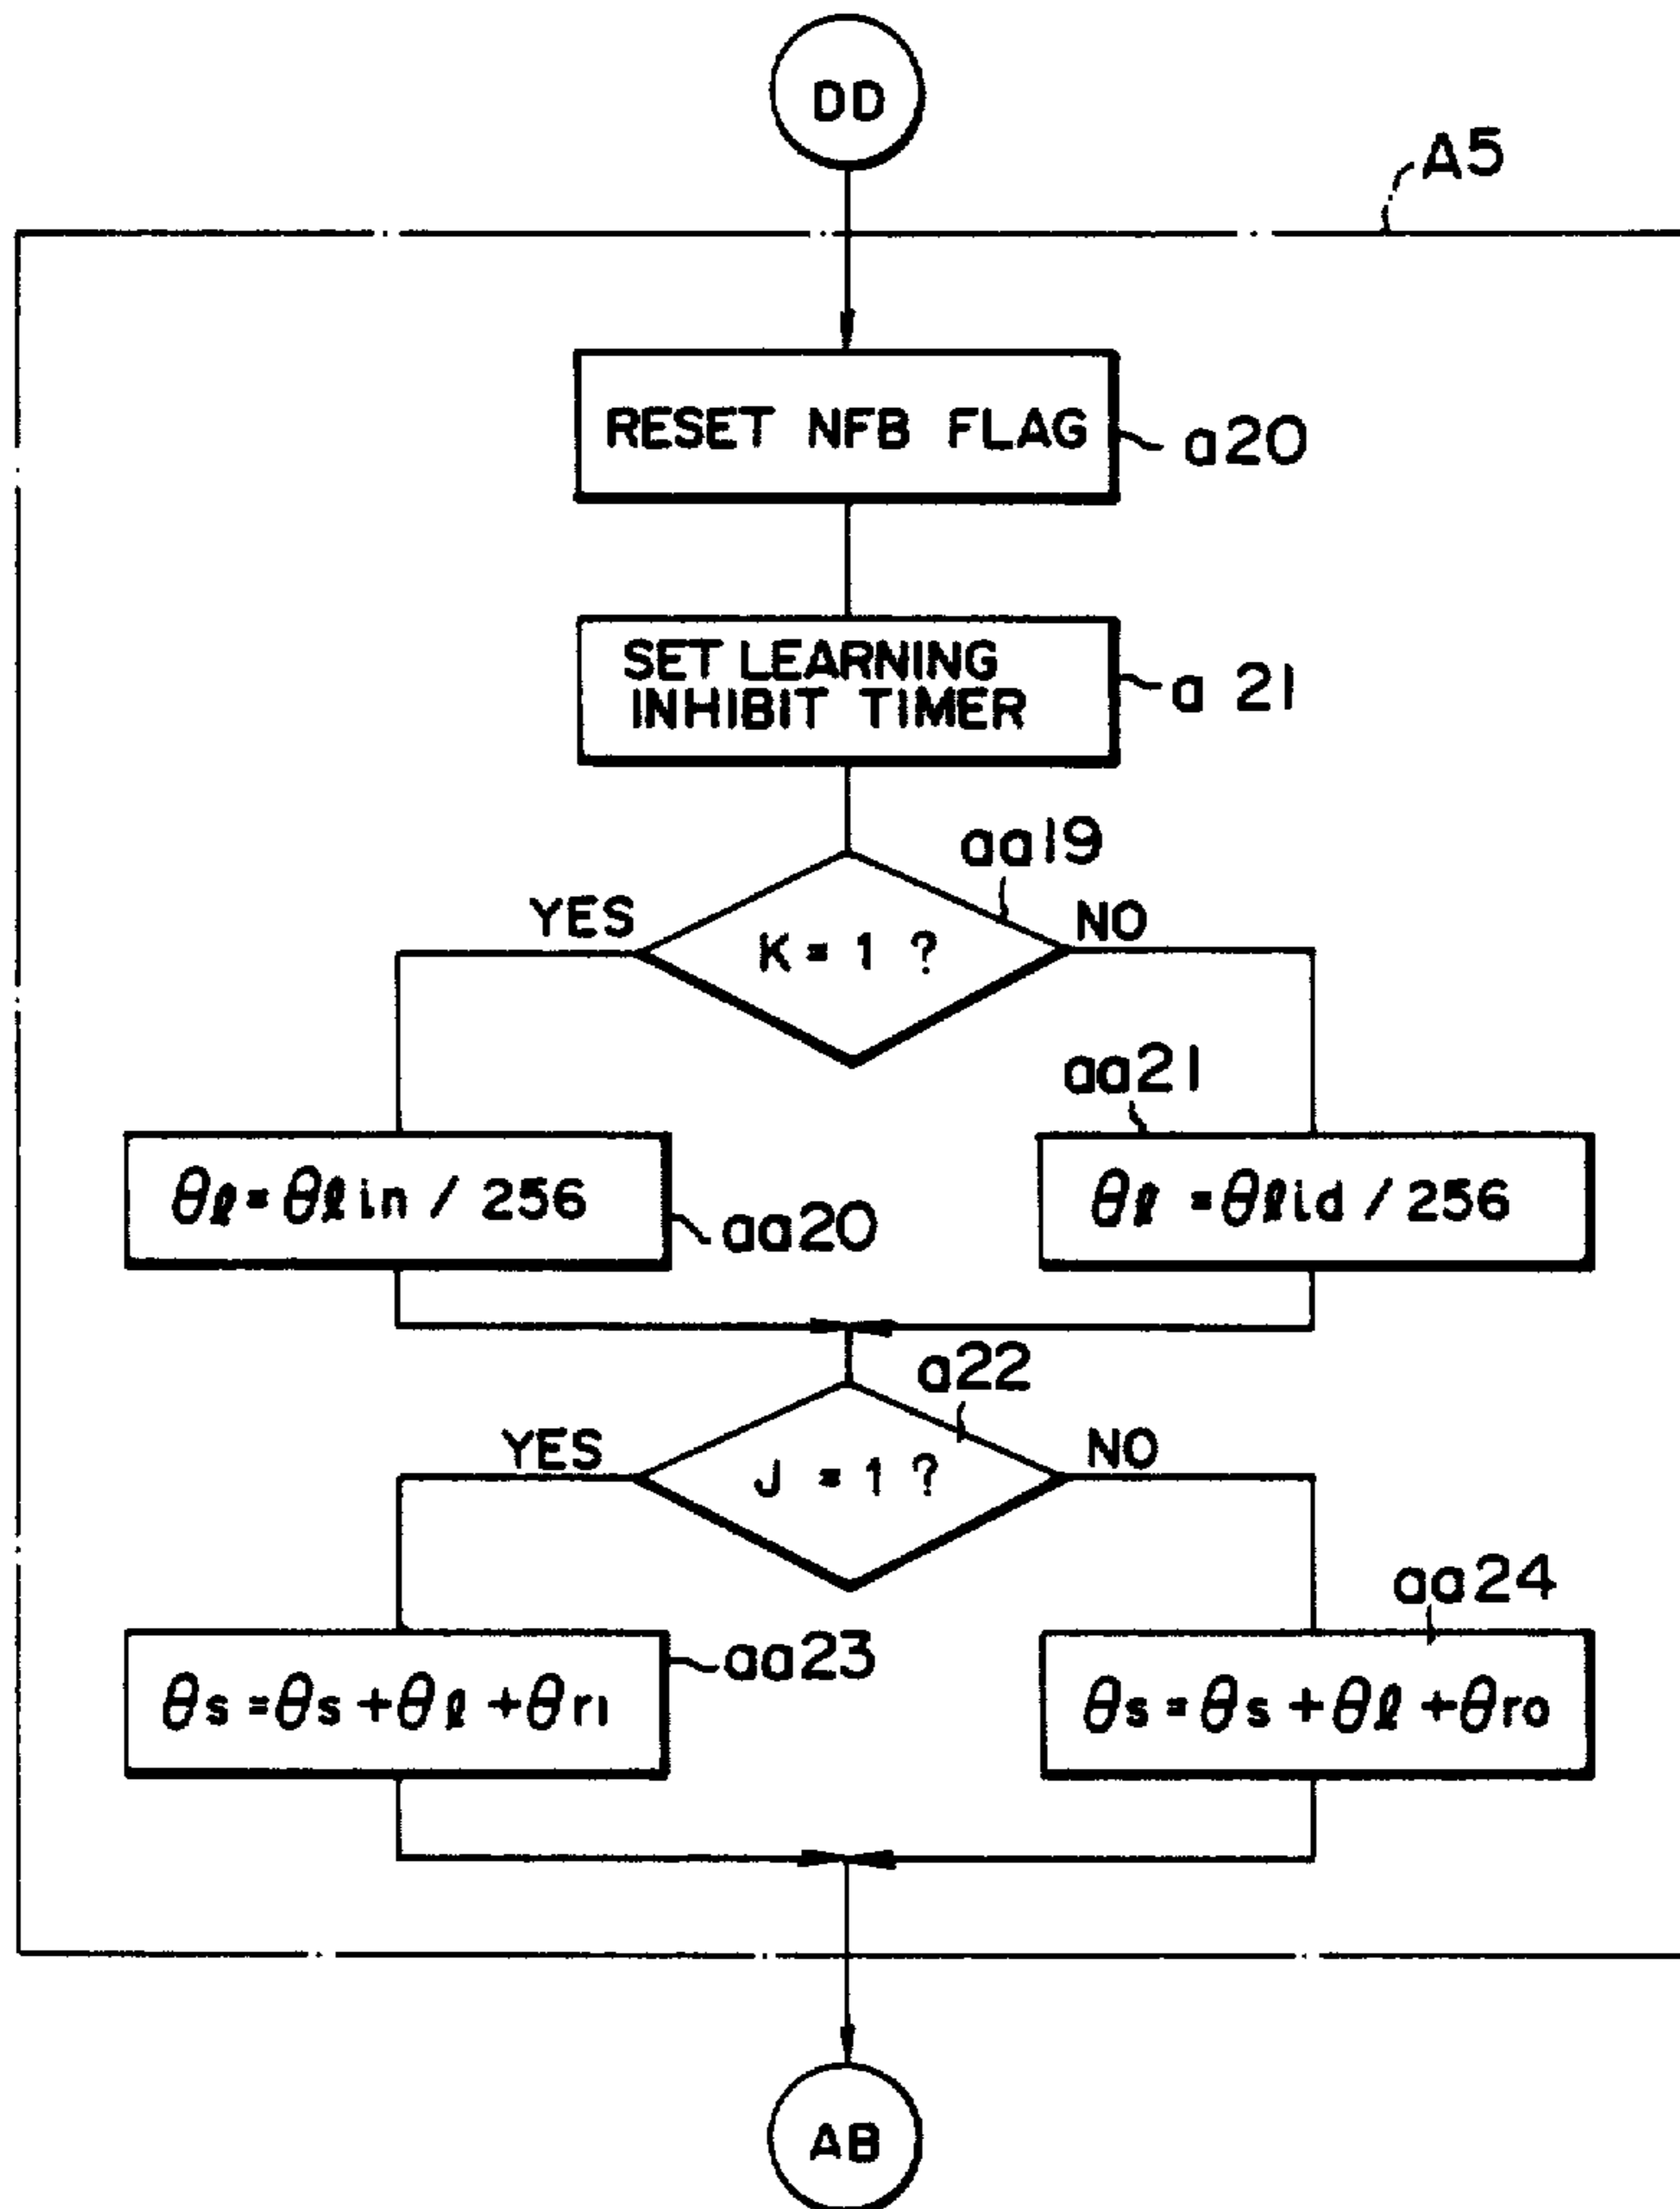 DD
A5
RESET NFB FLAG
a20
SET LEARNING
INHIBIT TIMER
a 21
aa19
YES
K = 1 ?
NO
aa21
θℓ = θℓin / 256
aa20
θℓ = θℓid / 256
a22
YES
J = 1 ?
NO
aa24
θs = θs + θℓ + θri
aa23
θs = θs + θℓ + θro
AB